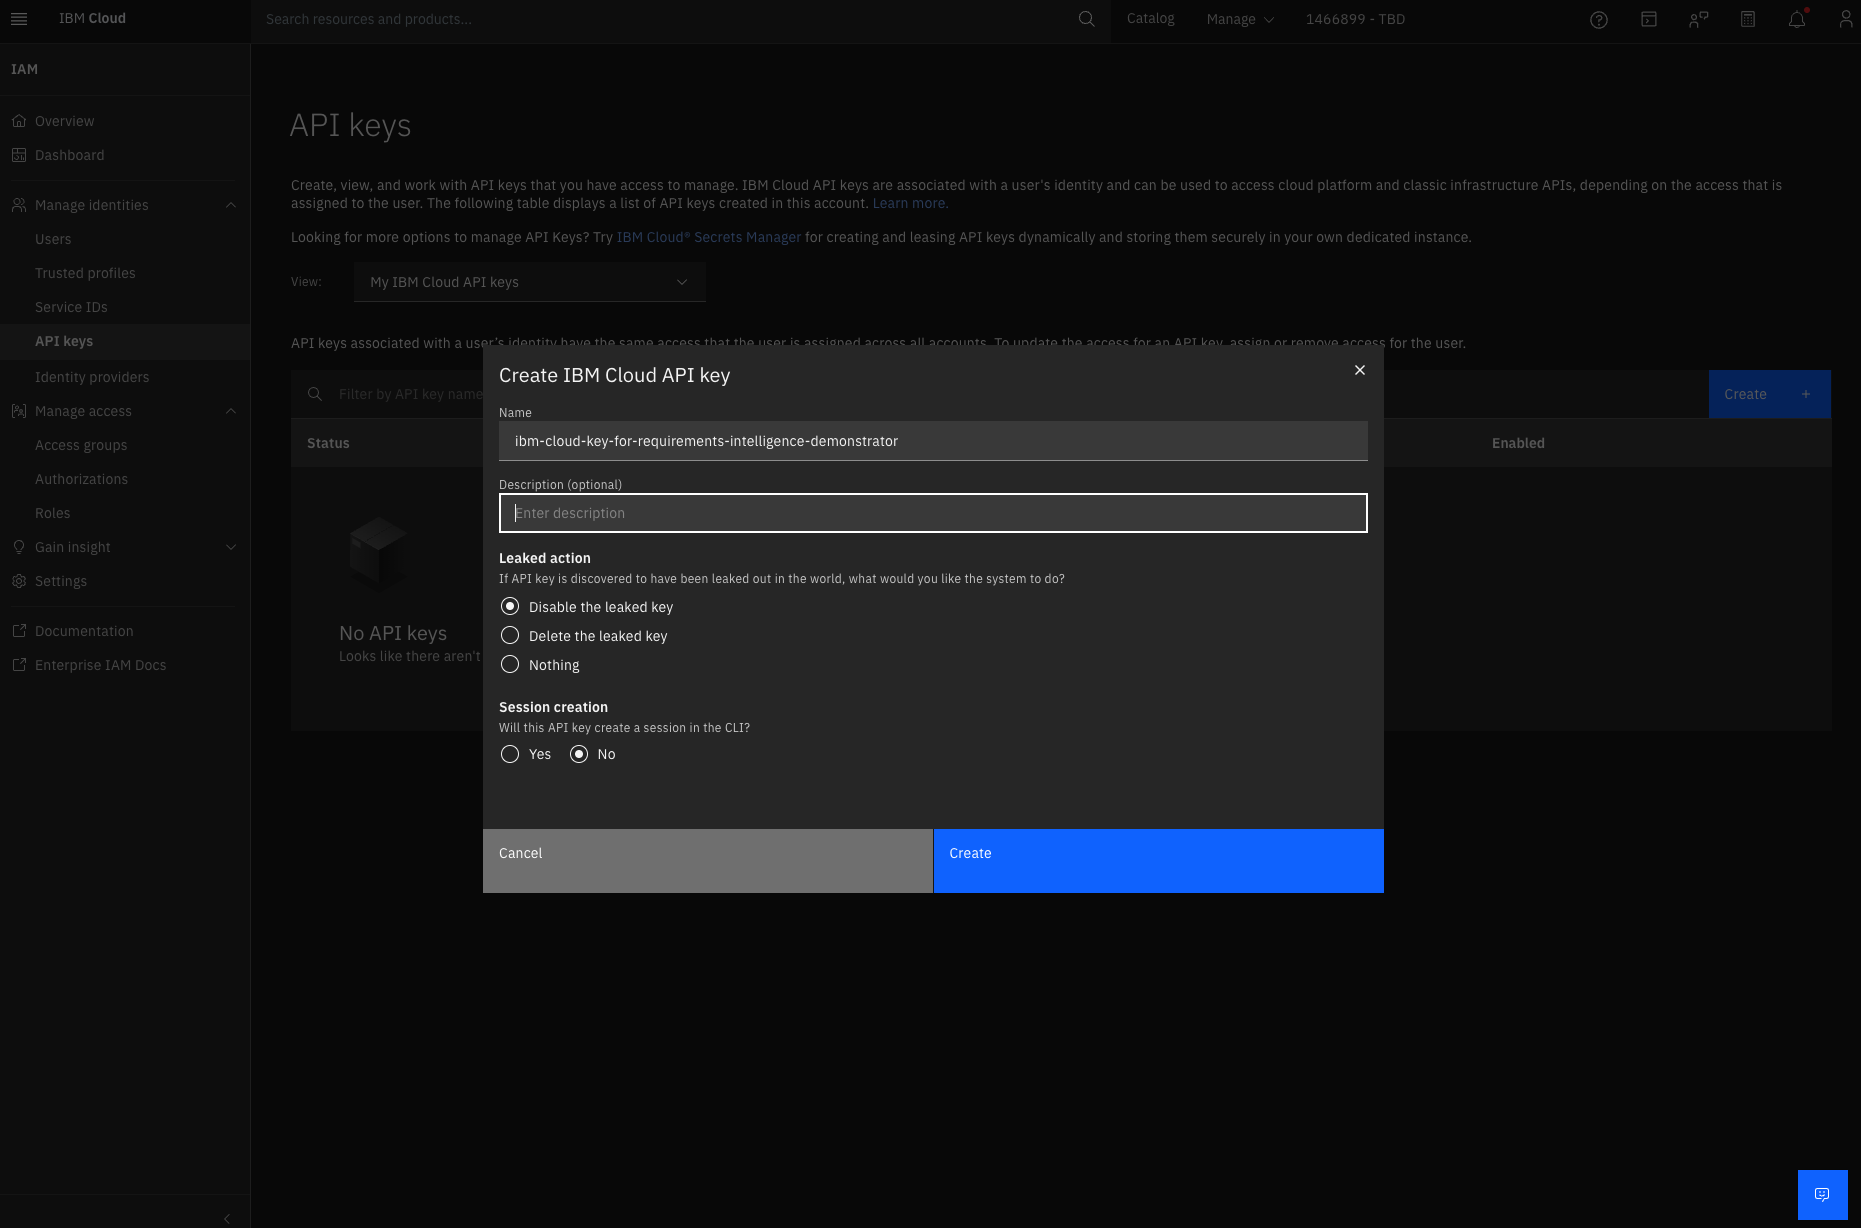 IBM Cloud
Search resources and products...
Catalog
Manage
1466899 - TBD
IAM
Overview
Dashboard
Manage identities
Users
Trusted profiles
Service IDs
API keys
Identity providers
Manage access
Access groups
Authorizations
Roles
Gain insight
Settings
Documentation
Enterprise IAM Docs
API keys
Create, view, and work with API keys that you have access to manage. IBM Cloud API keys are associated with a user's identity and can be used to access cloud platform and classic infrastructure APIs, depending on the access that is
assigned to the user. The following table displays a list of API keys created in this account. Learn more.
Looking for more options to manage API Keys? Try IBM Cloud® Secrets Manager for creating and leasing API keys dynamically and storing them securely in your own dedicated instance.
View:
My IBM Cloud API keys
API keys associated with a user's identity have the same access that the user is assigned across all accounts. To update the access for an API key, assign or remove access for the user.
Filter by API key name
Create +
Status
Enabled
No API keys
Looks like there aren't
Create IBM Cloud API key
Name
ibm-cloud-key-for-requirements-intelligence-demonstrator
Description (optional)
Enter description
Leaked action
If API key is discovered to have been leaked out in the world, what would you like the system to do?
Disable the leaked key
Delete the leaked key
Nothing
Session creation
Will this API key create a session in the CLI?
Yes
No
Cancel
Create